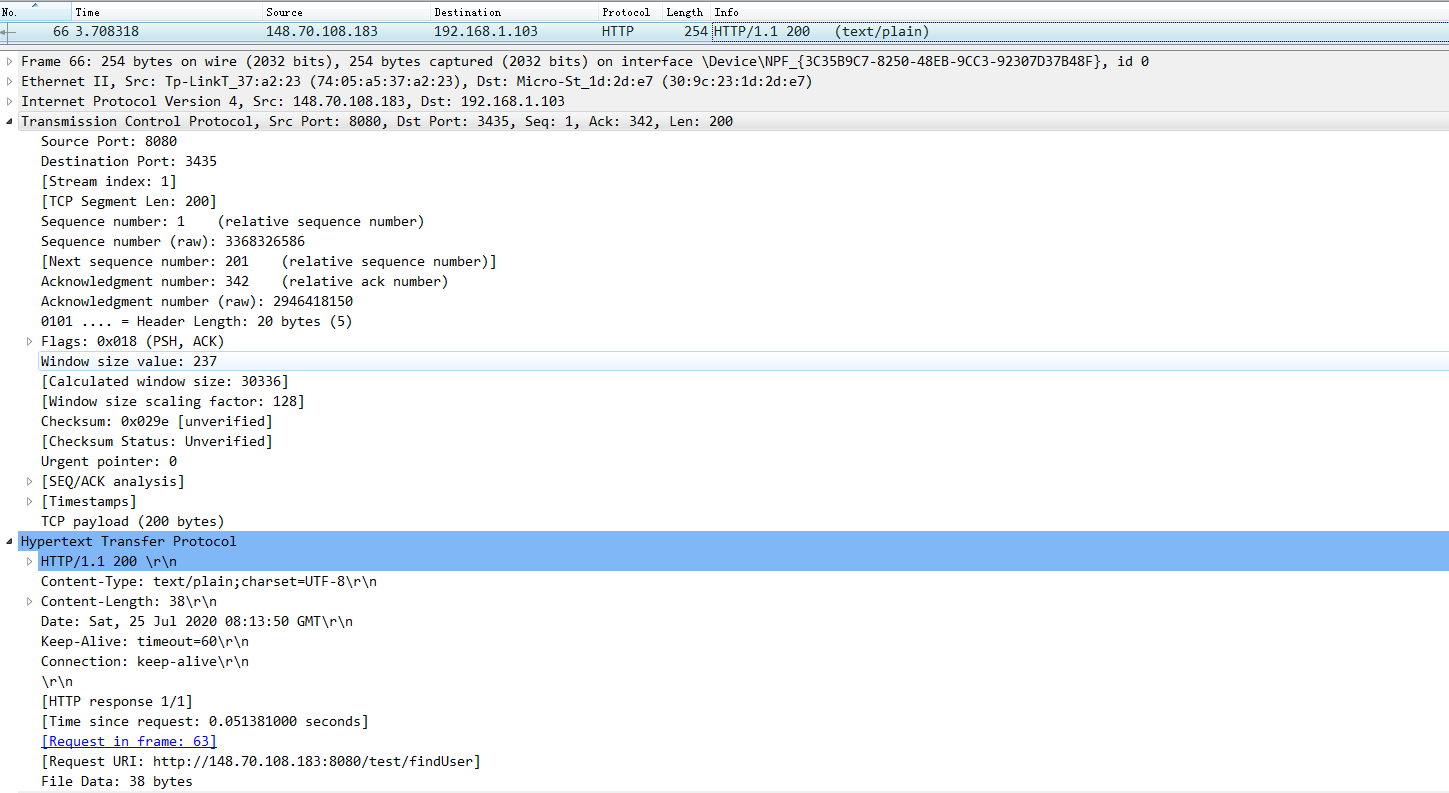 No. Time Source Destination Protocol Length Info
66 3.708318 148.70.108.183 192.168.1.103 HTTP 254 HTTP/1.1 200 (text/plain)
Frame 66: 254 bytes on wire (2032 bits), 254 bytes captured (2032 bits) on interface \Device\NPF_{3C35B9C7-8250-48EB-9CC3-92307D37B48F}, id 0
Ethernet II, Src: Tp-LinkT_37:a2:23 (74:05:a5:37:a2:23), Dst: Micro-St_1d:2d:e7 (30:9c:23:1d:2d:e7)
Internet Protocol Version 4, Src: 148.70.108.183, Dst: 192.168.1.103
Transmission Control Protocol, Src Port: 8080, Dst Port: 3435, Seq: 1, Ack: 342, Len: 200
Source Port: 8080
Destination Port: 3435
[Stream index: 1]
[TCP Segment Len: 200]
Sequence number: 1 (relative sequence number)
Sequence number (raw): 3368326586
[Next sequence number: 201 (relative sequence number)]
Acknowledgment number: 342 (relative ack number)
Acknowledgment number (raw): 2946418150
0101 .... = Header Length: 20 bytes (5)
Flags: 0x018 (PSH, ACK)
Window size value: 237
[Calculated window size: 30336]
[Window size scaling factor: 128]
Checksum: 0x029e [unverified]
[Checksum Status: Unverified]
Urgent pointer: 0
[SEQ/ACK analysis]
[Timestamps]
TCP payload (200 bytes)
Hypertext Transfer Protocol
HTTP/1.1 200 \r\n
Content-Type: text/plain;charset=UTF-8\r\n
Content-Length: 38\r\n
Date: Sat, 25 Jul 2020 08:13:50 GMT\r\n
Keep-Alive: timeout=60\r\n
Connection: keep-alive\r\n
\r\n
[HTTP response 1/1]
[Time since request: 0.051381000 seconds]
[Request in frame: 63]
[Request URI: http://148.70.108.183:8080/test/findUser]
File Data: 38 bytes